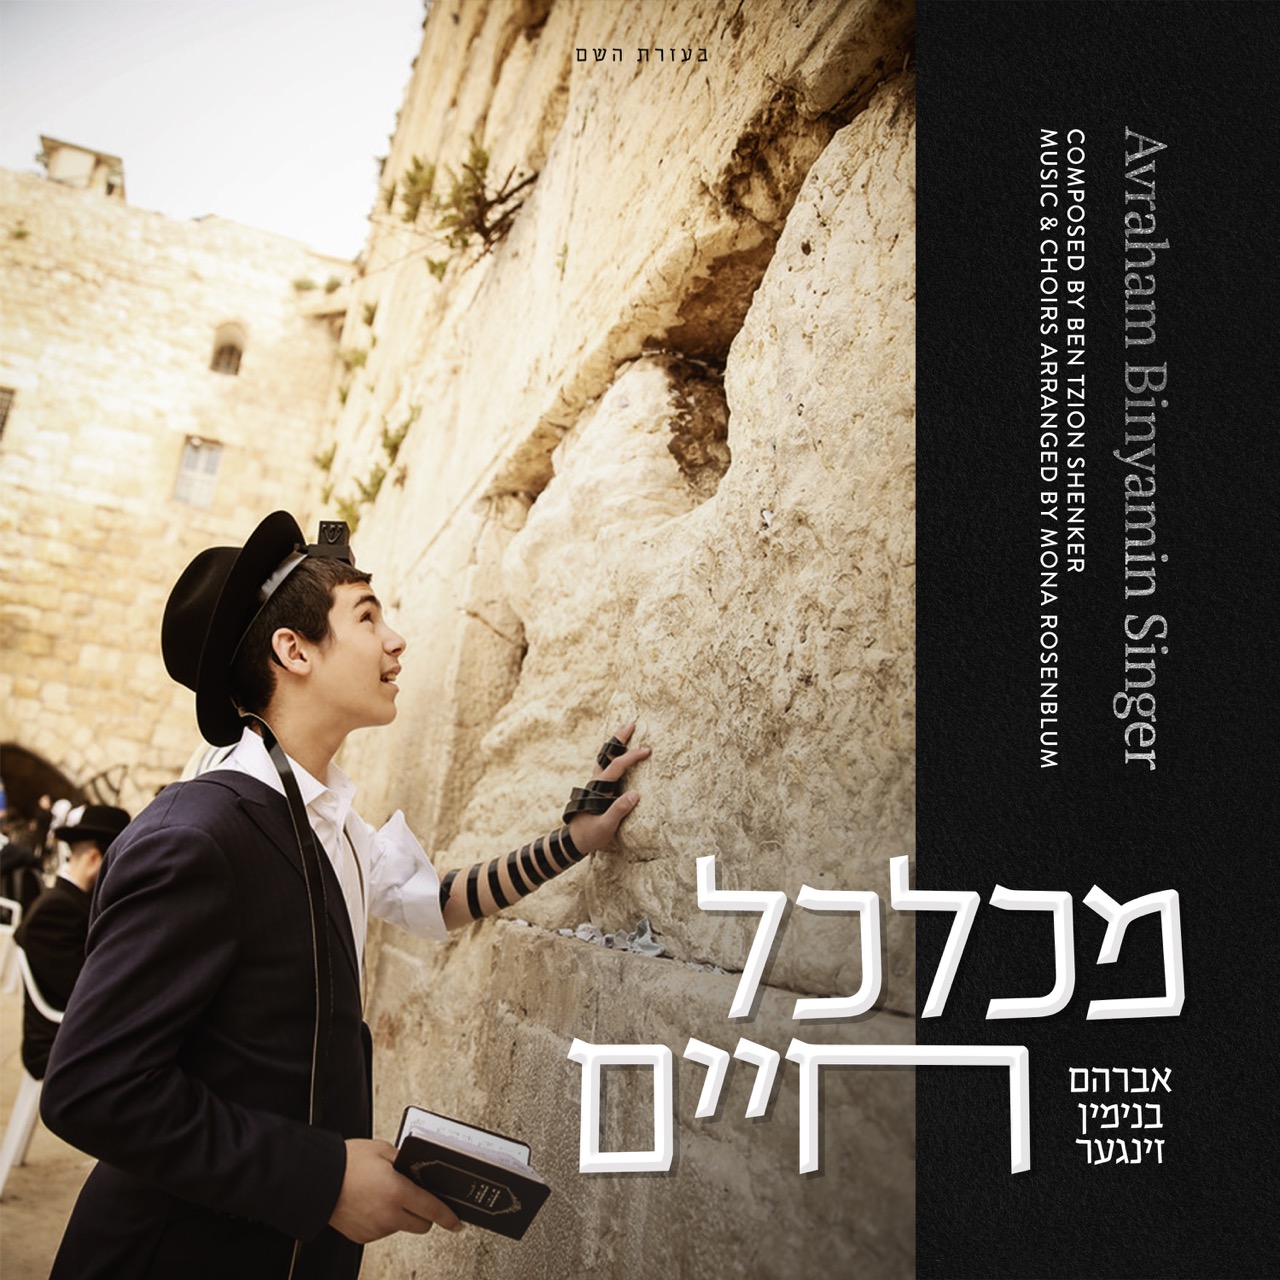 בעזרת השם
Avraham Binyamin Singer
COMPOSED BY BEN TZION SHENKER
MUSIC & CHOIRS ARRANGED BY MONA ROSENBLUM
מכלכל
חיים
אברהם
בנימין
זינגער
ש